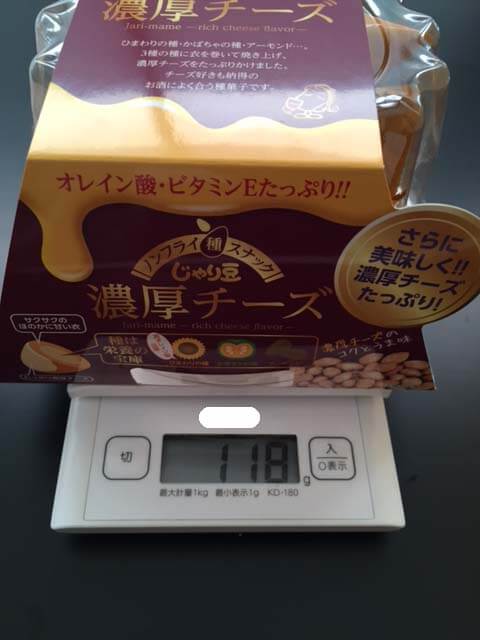 濃厚チーズ
Jari-mame —rich cheese flavor—
ひまわりの種・かぼちゃの種・アーモンド…。
3種の種に衣を巻いて焼き上げ、
濃厚チーズをたっぷりかけました。
チーズ好きも納得の
お酒によく合う種菓子です。
オレイン酸・ビタミンEたっぷり!!
ノンフライ種スナック
じゃり豆
濃厚チーズ
Jari-mame —rich cheese flavor—
さらに
美味しく!!
濃厚チーズ
たっぷり!
サクサクの
ほのかに甘い衣
種は
栄養の
宝庫
ひまわりの種
濃厚チーズの
コクとうま味
切
118 g
入
○表示
最大計量1kg 最小表示1g KD-180